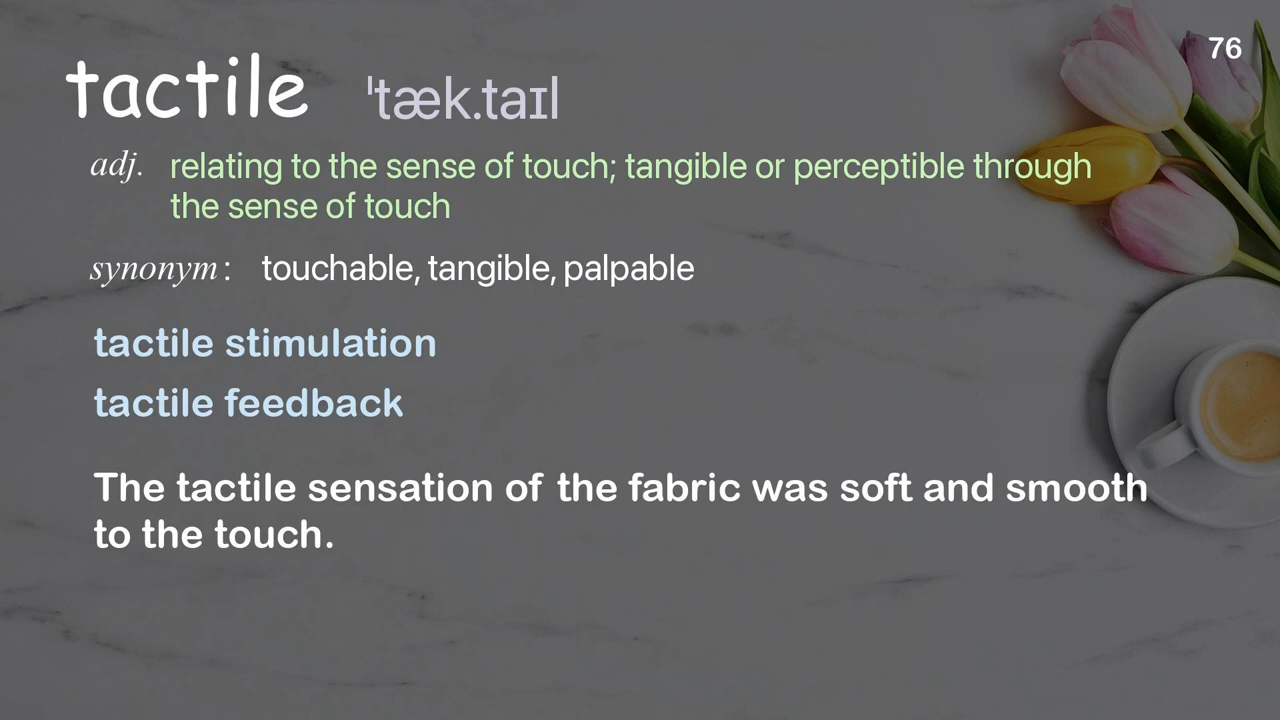 76
tactile ˈtæk.taɪl
adj. relating to the sense of touch; tangible or perceptible through
the sense of touch
synonym : touchable, tangible, palpable
tactile stimulation
tactile feedback
The tactile sensation of the fabric was soft and smooth
to the touch.